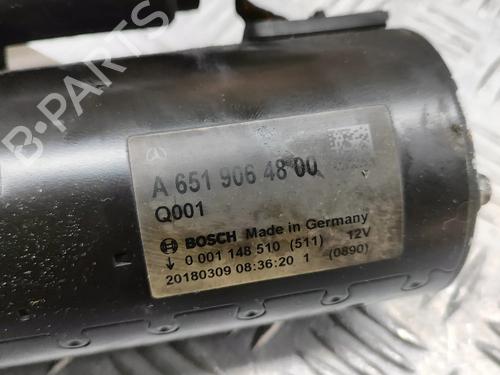 B-PARTS
A 651 906 48 00
Q001
BOSCH Made in Germany
0 001 148 510 (511) 12V
20180309 08:36:20 1 (0890)
B-PARTS